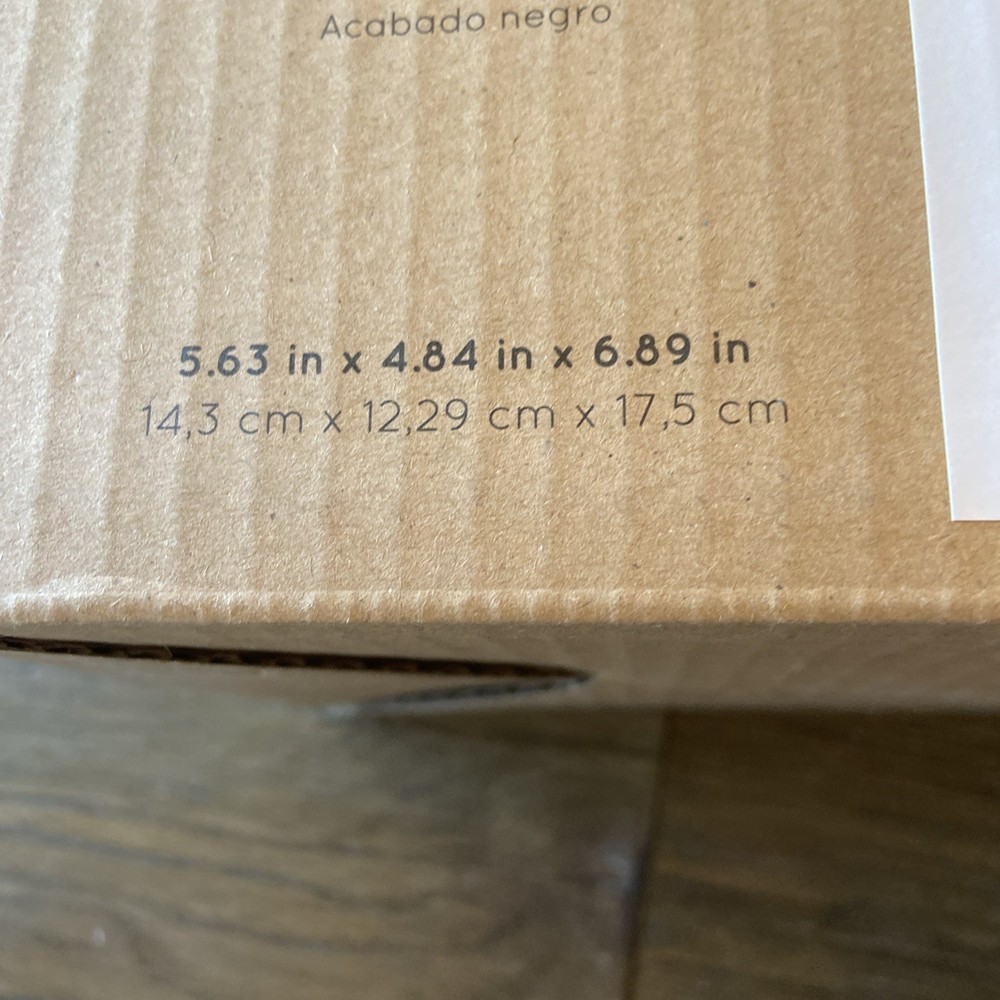 Acabado negro
5.63 in x 4.84 in x 6.89 in
14,3 cm x 12,29 cm x 17,5 cm